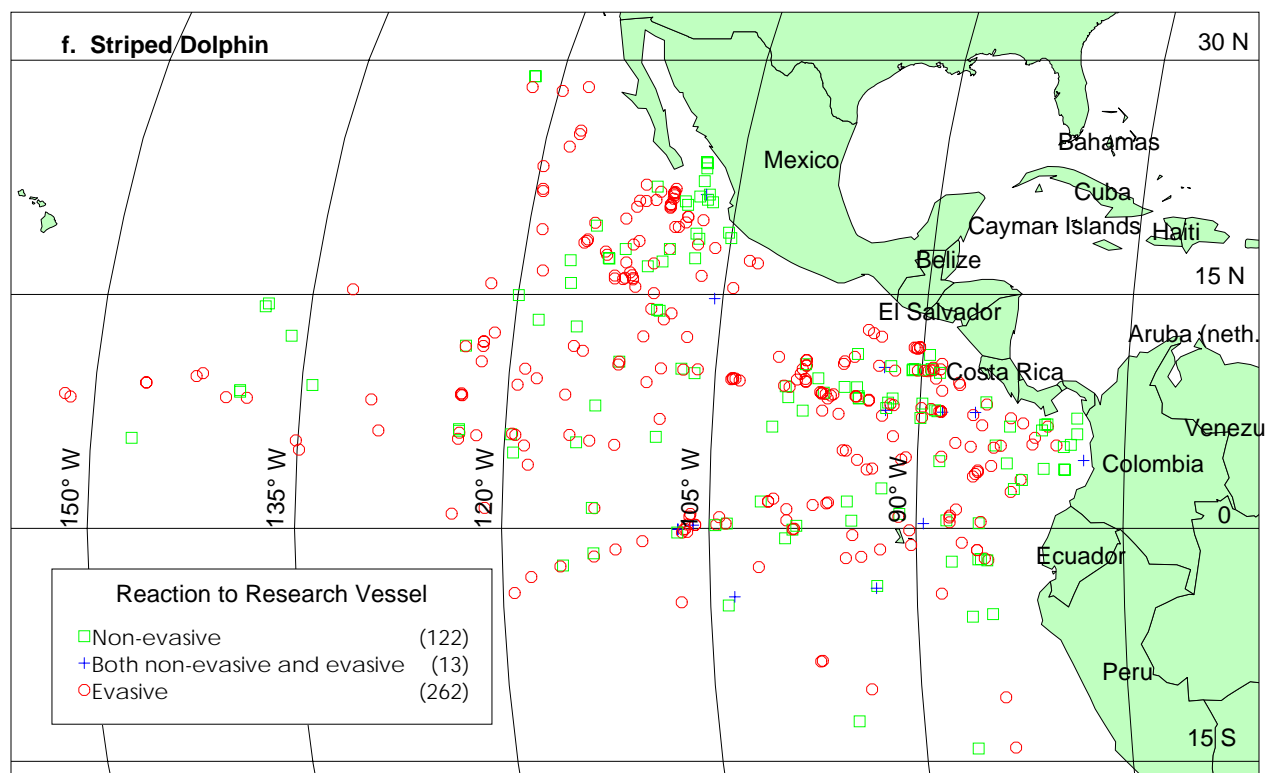 f. Striped Dolphin
30 N
Bahamas
Mexico
Cuba
Cayman Islands
Haiti
Belize
15 N
El Salvador
Aruba (neth.
Costa Rica
Venezu
Colombia
150° W
135° W
120° W
105° W
90° W
0
Ecuador
Reaction to Research Vessel
Non-evasive (122)
Both non-evasive and evasive (13)
Evasive (262)
Peru
15 S